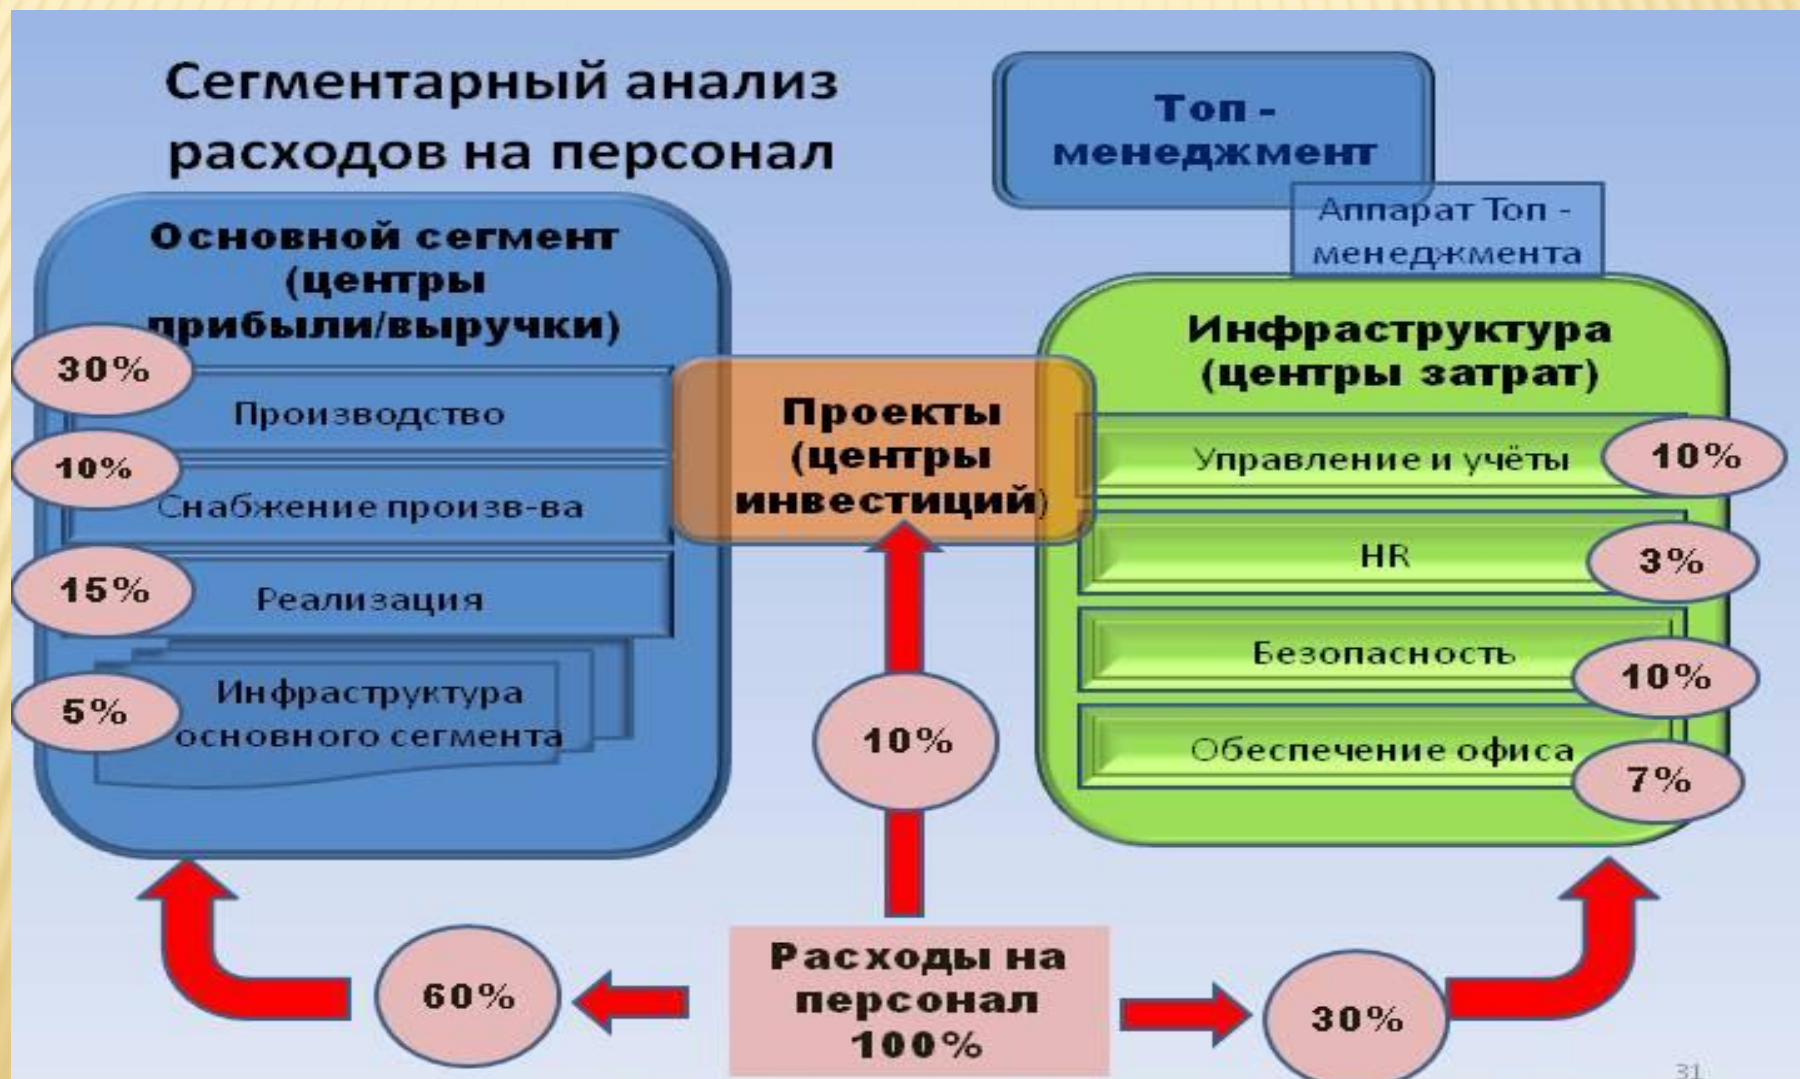 Сегментарный анализ
расходов на персонал
Топ -
менеджмент
Аппарат Топ -
менеджмента
Основной сегмент
(центры
прибыли/выручки)
30%
Производство
10%
Снабжение произв-ва
15%
Реализация
5%
Инфраструктура
основного сегмента
Проекты
(центры
инвестиций)
Инфраструктура
(центры затрат)
Управление и учёты
10%
HR
3%
Безопасность
10%
Обеспечение офиса
7%
10%
60%
Расходы на
персонал
100%
30%
31